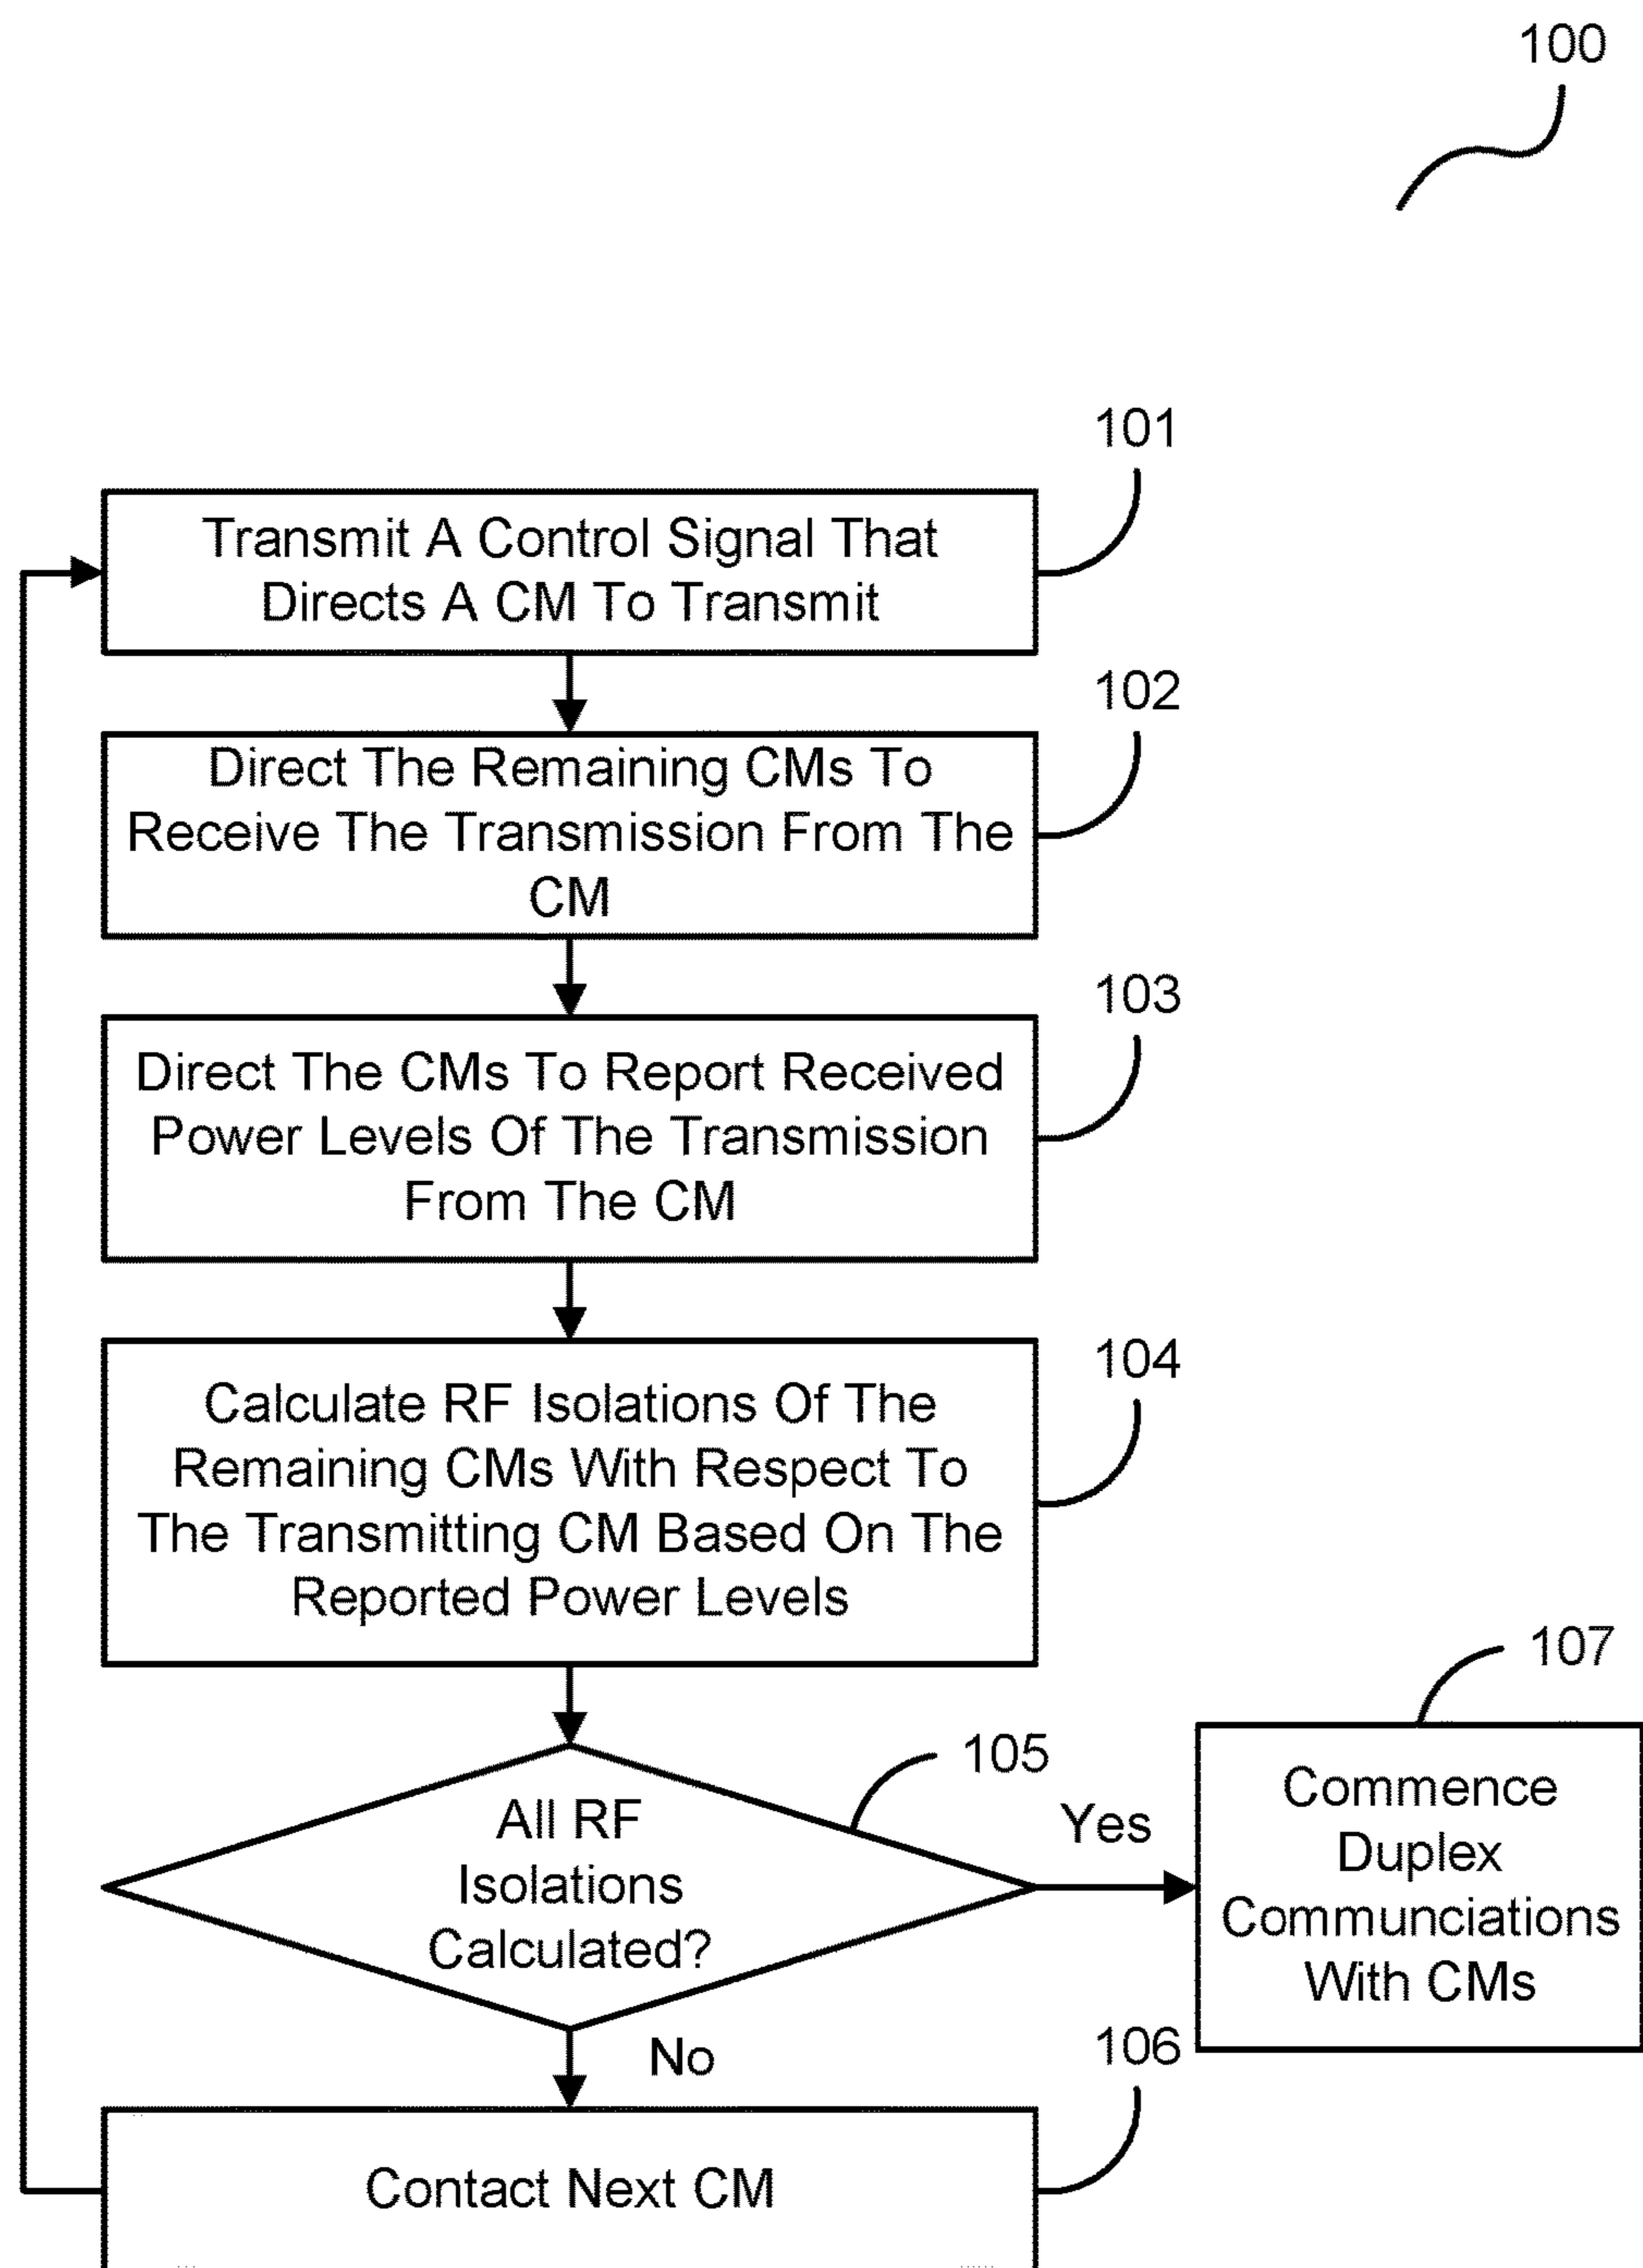 100
101
Transmit A Control Signal That
Directs A CM To Transmit
102
Direct The Remaining CMs To
Receive The Transmission From The
CM
103
Direct The CMs To Report Received
Power Levels Of The Transmission
From The CM
104
Calculate RF Isolations Of The
Remaining CMs With Respect To
The Transmitting CM Based On The
Reported Power Levels
105
All RF
Isolations
Calculated?
Yes
107
Commence
Duplex
Communciations
With CMs
No
106
Contact Next CM